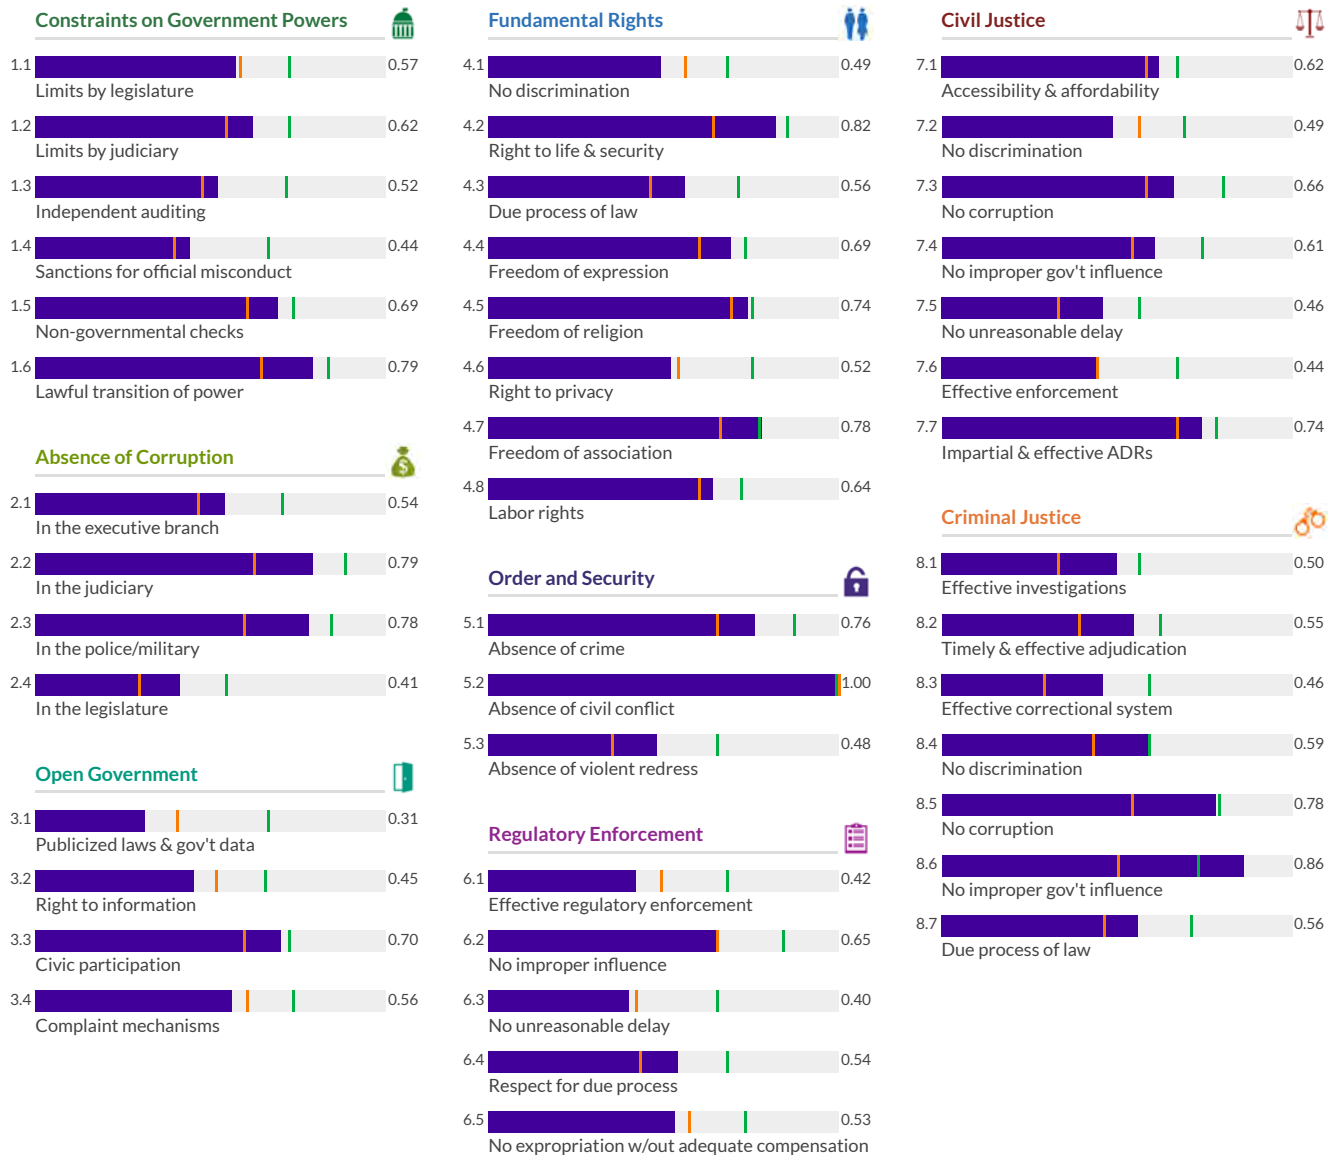 Constraints on Government Powers
1.1 0.57
Limits by legislature
1.2 0.62
Limits by judiciary
1.3 0.52
Independent auditing
1.4 0.44
Sanctions for official misconduct
1.5 0.69
Non-governmental checks
1.6 0.79
Lawful transition of power
Absence of Corruption
$
2.1 0.54
In the executive branch
2.2 0.79
In the judiciary
2.3 0.78
In the police/military
2.4 0.41
In the legislature
Open Government
3.1 0.31
Publicized laws & gov't data
3.2 0.45
Right to information
3.3 0.70
Civic participation
3.4 0.56
Complaint mechanisms
Fundamental Rights
4.1 0.49
No discrimination
4.2 0.82
Right to life & security
4.3 0.56
Due process of law
4.4 0.69
Freedom of expression
4.5 0.74
Freedom of religion
4.6 0.52
Right to privacy
4.7 0.78
Freedom of association
4.8 0.64
Labor rights
Order and Security
5.1 0.76
Absence of crime
5.2 1.00
Absence of civil conflict
5.3 0.48
Absence of violent redress
Regulatory Enforcement
6.1 0.42
Effective regulatory enforcement
6.2 0.65
No improper influence
6.3 0.40
No unreasonable delay
6.4 0.54
Respect for due process
6.5 0.53
No expropriation w/out adequate compensation
Civil Justice
7.1 0.62
Accessibility & affordability
7.2 0.49
No discrimination
7.3 0.66
No corruption
7.4 0.61
No improper gov't influence
7.5 0.46
No unreasonable delay
7.6 0.44
Effective enforcement
7.7 0.74
Impartial & effective ADRs
Criminal Justice
8.1 0.50
Effective investigations
8.2 0.55
Timely & effective adjudication
8.3 0.46
Effective correctional system
8.4 0.59
No discrimination
8.5 0.78
No corruption
8.6 0.86
No improper gov't influence
8.7 0.56
Due process of law